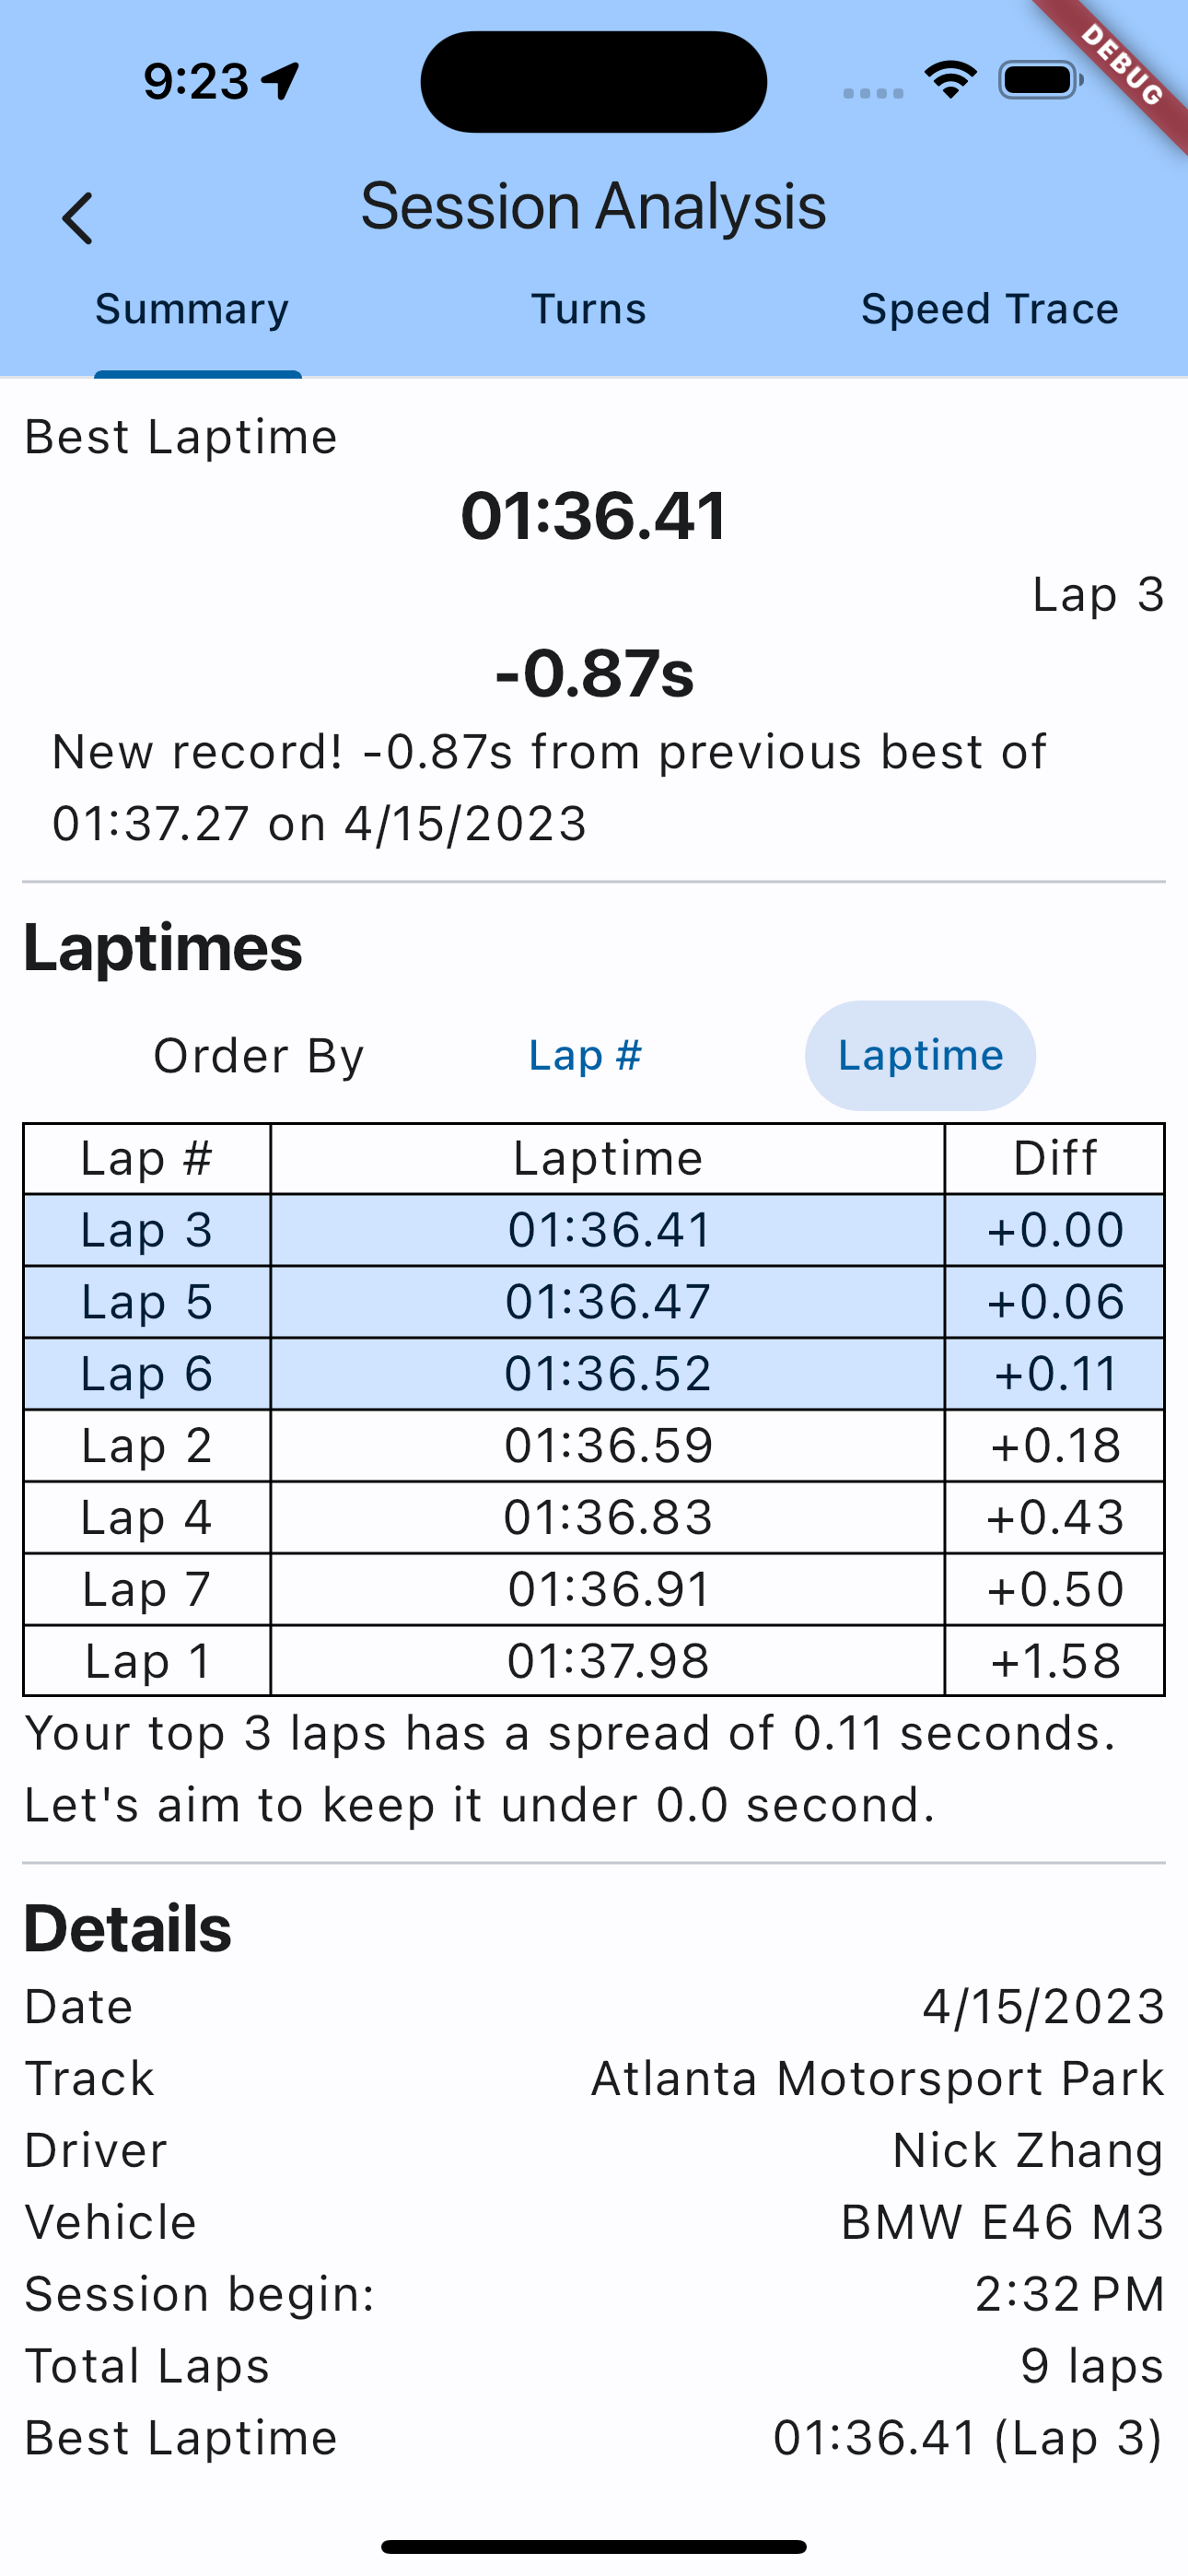 9:23
DEBUG
Session Analysis
Summary Turns Speed Trace
Best Laptime
01:36.41
Lap 3
-0.87s
New record! -0.87s from previous best of
01:37.27 on 4/15/2023
Laptimes
Order By Lap # Laptime
Lap # Laptime Diff
Lap 3 01:36.41 +0.00
Lap 5 01:36.47 +0.06
Lap 6 01:36.52 +0.11
Lap 2 01:36.59 +0.18
Lap 4 01:36.83 +0.43
Lap 7 01:36.91 +0.50
Lap 1 01:37.98 +1.58
Your top 3 laps has a spread of 0.11 seconds.
Let's aim to keep it under 0.0 second.
Details
Date 4/15/2023
Track Atlanta Motorsport Park
Driver Nick Zhang
Vehicle BMW E46 M3
Session begin: 2:32 PM
Total Laps 9 laps
Best Laptime 01:36.41 (Lap 3)